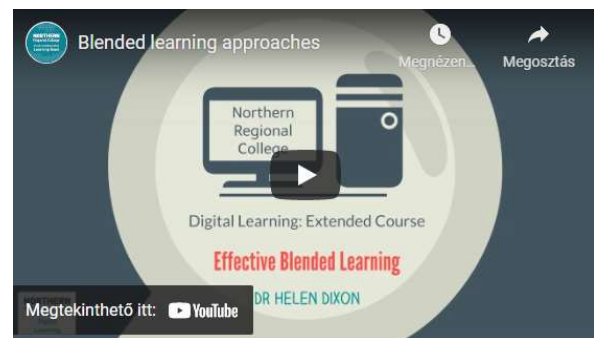 Blended learning approaches
Megnézen...
Megosztás
Northern
Regional
College
Digital Learning: Extended Course
Effective Blended Learning
DR HELEN DIXON
Megtekinthető itt: YouTube